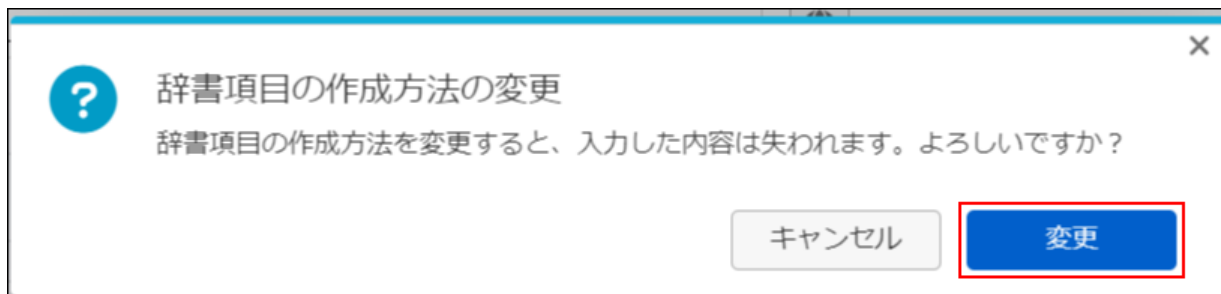 辞書項目の作成方法の変更
辞書項目の作成方法を変更すると、入力した内容は失われます。よろしいですか？
キャンセル
変更